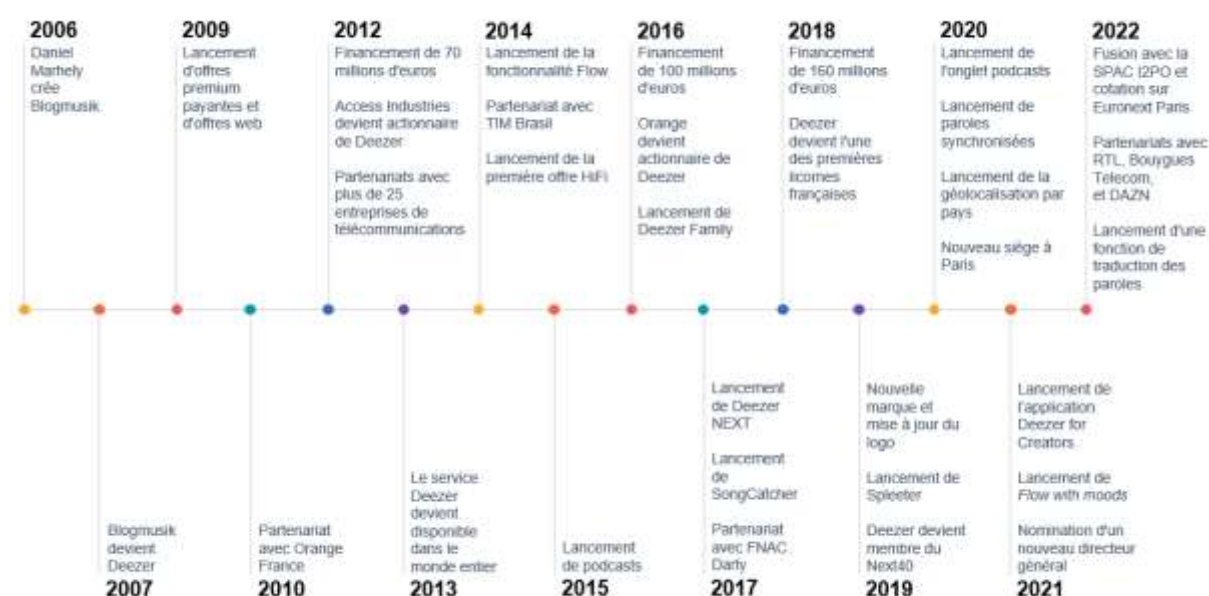 2006
Daniel
Marhely
crée
Blogmusik
2009
Lancement
d'offres
premium
payantes et
d'offres web
2012
Financement de 70
millions d'euros
Access Industries
devient actionnaire
de Deezer
Partenariats avec
plus de 25
entreprises de
télécommunications
2014
Lancement de la
fonctionnalité Flow
Partenariat avec
TIM Brasil
Lancement de la
première offre HiFi
2016
Financement
de 100 millions
d'euros
Orange
devient
actionnaire de
Deezer
Lancement de
Deezer Family
2018
Financement
de 160 millions
d'euros
Deezer
devient l'une
des premières
licornes
françaises
2020
Lancement de
l'onglet podcasts
Lancement de
paroles
synchronisées
Lancement de la
géolocalisation par
pays
Nouveau siège à
Paris
2022
Fusion avec la
SPAC I2PO et
cotation sur
Euronext Paris
Partenariats avec
RTL, Bouygues
Telecom,
et DAZN
Lancement d'une
fonction de
traduction des
paroles
Blogmusik
devient
Deezer
2007
Partenariat
avec Orange
France
2010
Le service
Deezer
devient
disponible
dans le
monde entier
2013
Lancement
de podcasts
2015
Lancement
de Deezer
NEXT
Lancement
de
SongCatcher
Partenariat
avec FNAC
Darty
2017
Nouvelle
marque et
mise à jour du
logo
Lancement de
Spleeter
Deezer devient
membre du
Next40
2019
Lancement de
l'application
Deezer for
Creators
Lancement de
Flow with moods
Nomination d'un
nouveau directeur
général
2021